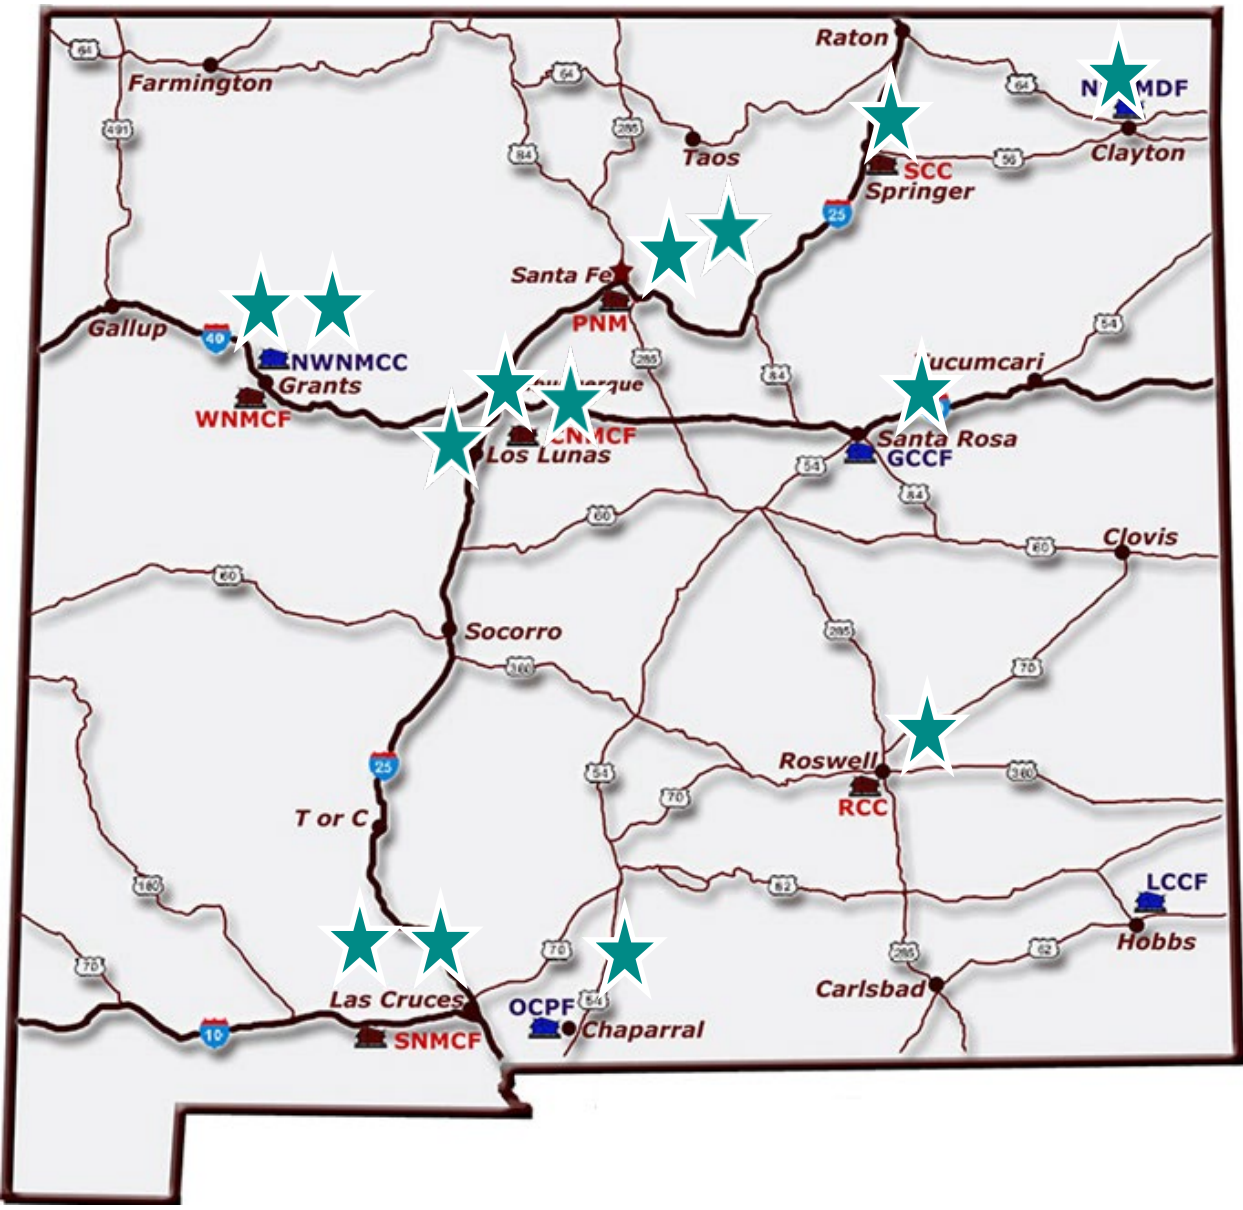 Raton
64
Farmington
64
64
N MDF
491
285
Taos
84
Clayton
56
SCC
Springer
25
Santa Fe
PNM
Gallup
40
54
285
NWNMCC
Grants
WNMCF
84
buquerque
ucumcari
CNMCF
Los Lunas
Santa Rosa
GCCF
54
84
60
60
Clovis
60
Socorro
380
285
70
25
Roswell
54
380
70
RCC
T or C
180
82
LCCF
Hobbs
70
70
285
62
Carlsbad
Las Cruces
OCPF
54
Chaparral
10
SNMCF